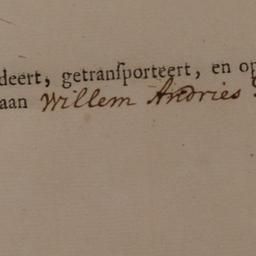 deert, getranſporteert, en op
aan Willem Andries